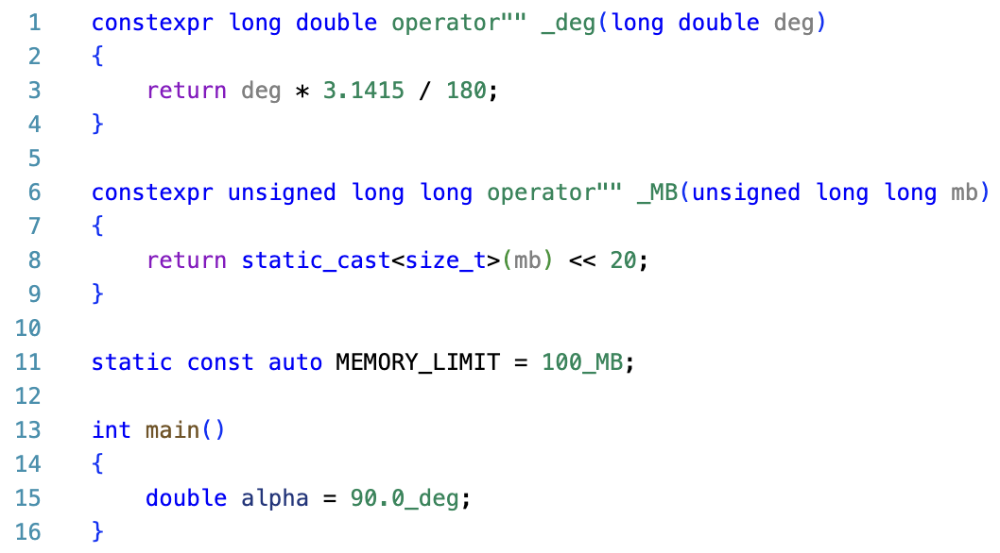 1 constexpr long double operator"" _deg(long double deg)
2 {
3     return deg * 3.1415 / 180;
4 }
5
6 constexpr unsigned long long operator"" _MB(unsigned long long mb)
7 {
8     return static_cast<size_t>(mb) << 20;
9 }
10
11 static const auto MEMORY_LIMIT = 100_MB;
12
13 int main()
14 {
15     double alpha = 90.0_deg;
16 }